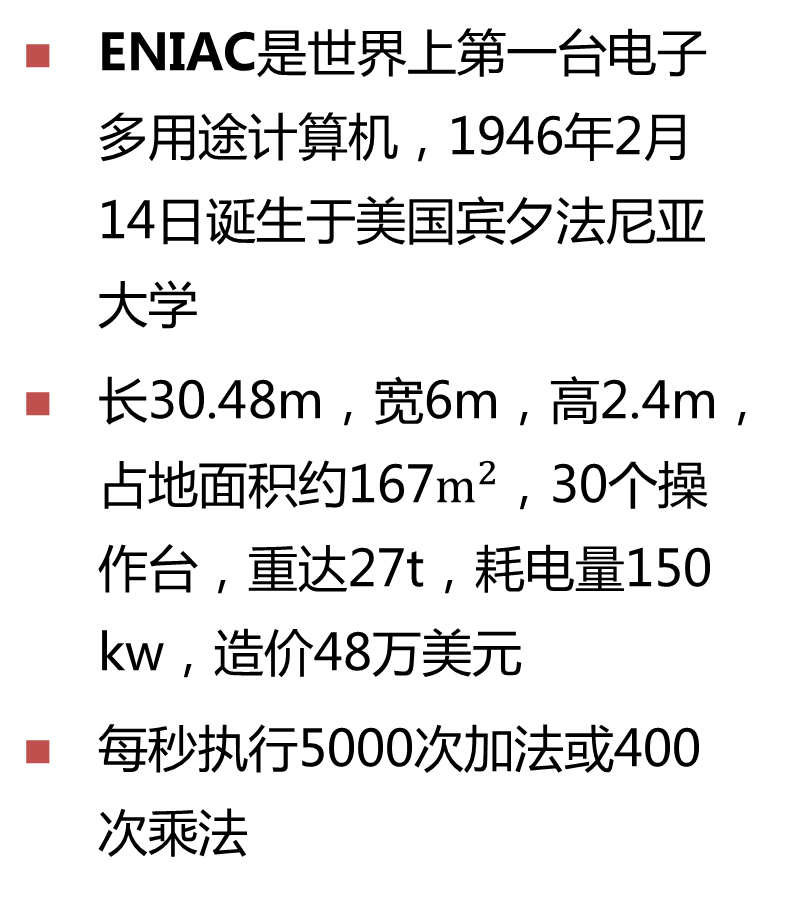 ■ ENIAC是世界上第一台电子
多用途计算机，1946年2月
14日诞生于美国宾夕法尼亚
大学
■ 长30.48m，宽6m，高2.4m，
占地面积约167m²，30个操
作台，重达27t，耗电量150
kw，造价48万美元
■ 每秒执行5000次加法或400
次乘法